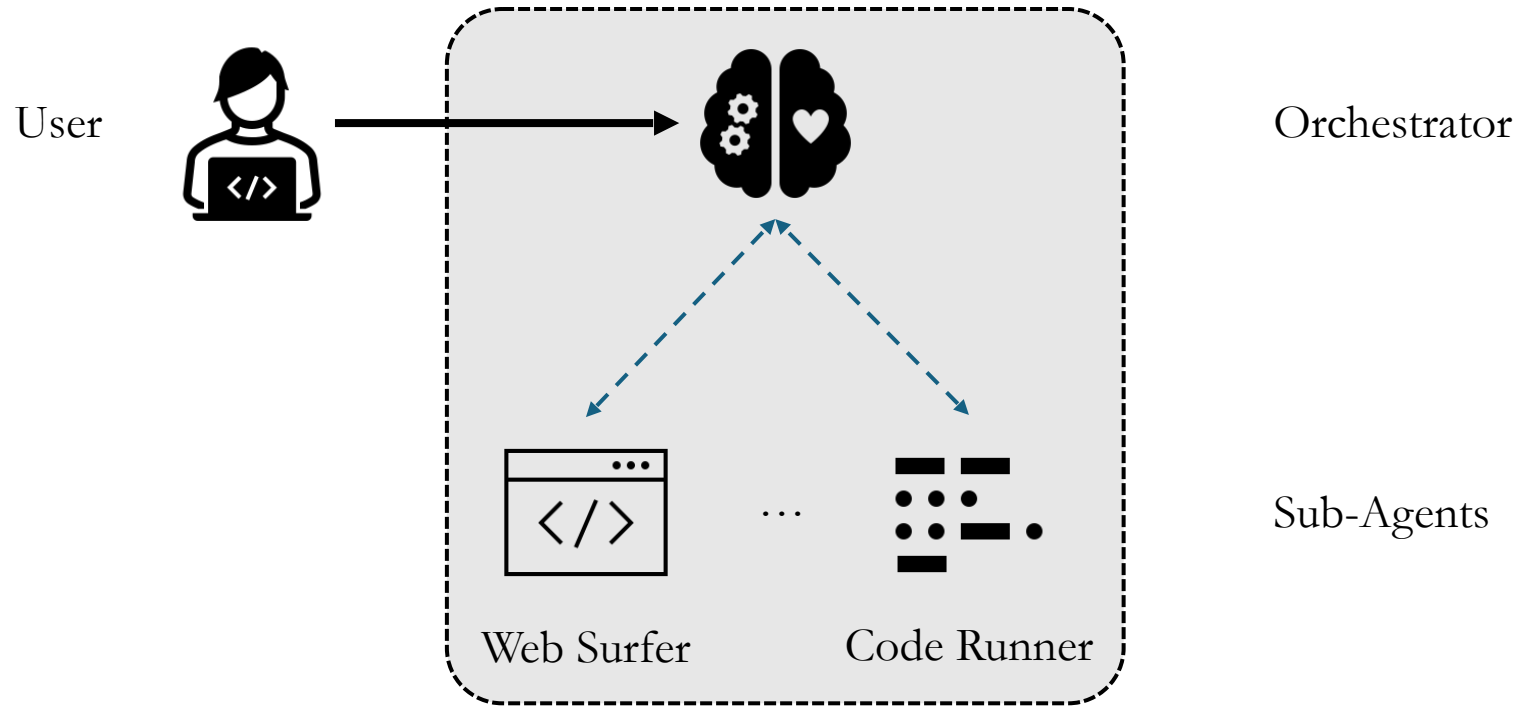 User
</>
Orchestrator
</>
...
Sub-Agents
Web Surfer
Code Runner